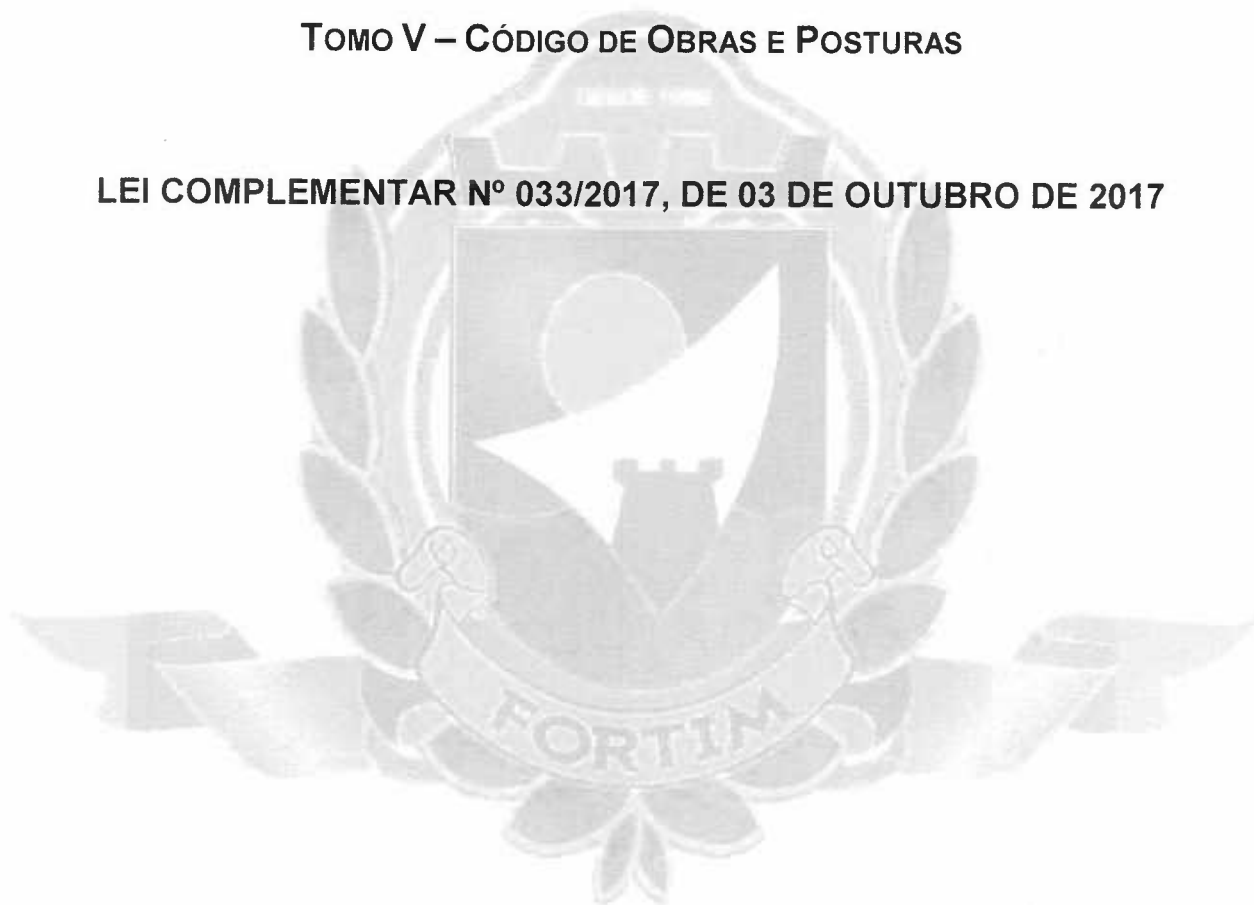 TOMO V – CÓDIGO DE OBRAS E POSTURAS
LEI COMPLEMENTAR Nº 033/2017, DE 03 DE OUTUBRO DE 2017
FORTIM